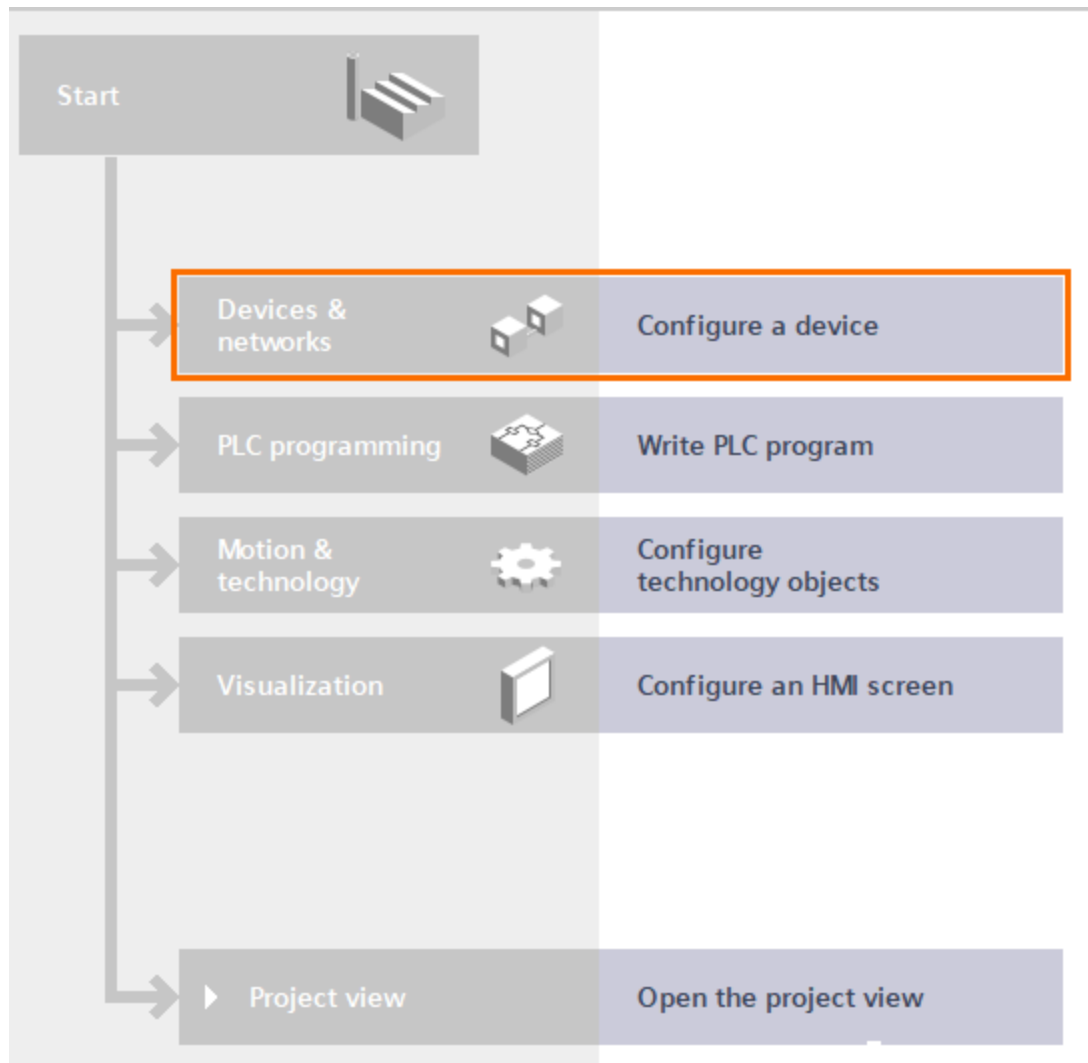 Start
Devices &
networks
Configure a device
PLC programming
Write PLC program
Motion &
technology
Configure
technology objects
Visualization
Configure an HMI screen
Project view
Open the project view